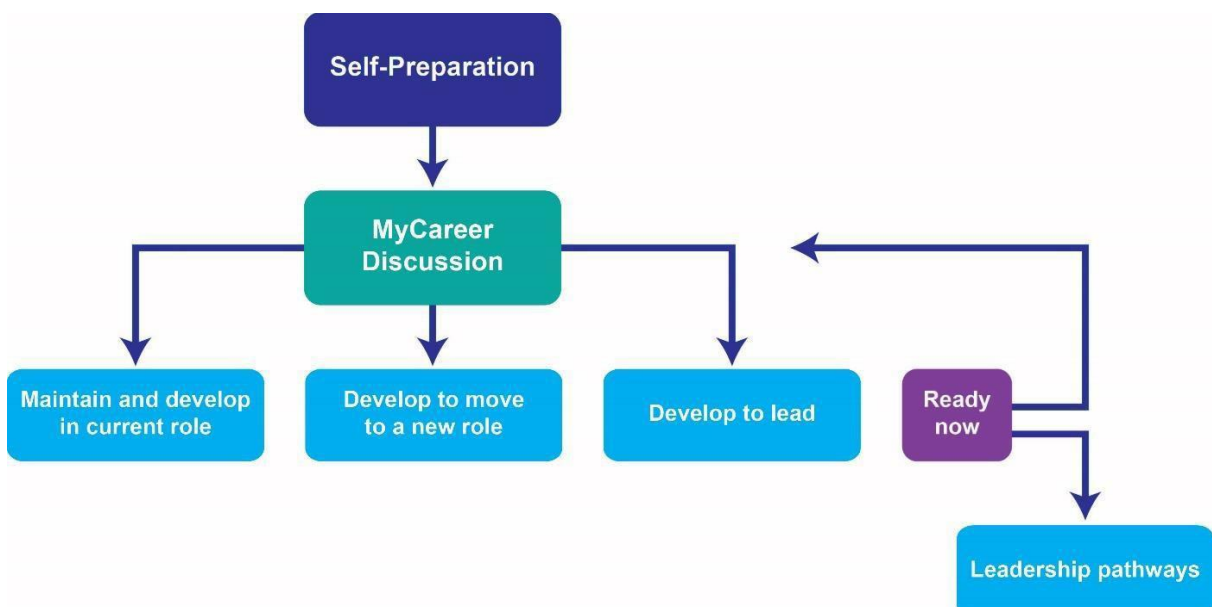 Self-Preparation
MyCareer
Discussion
Maintain and develop
in current role
Develop to move
to a new role
Develop to lead
Ready
now
Leadership pathways